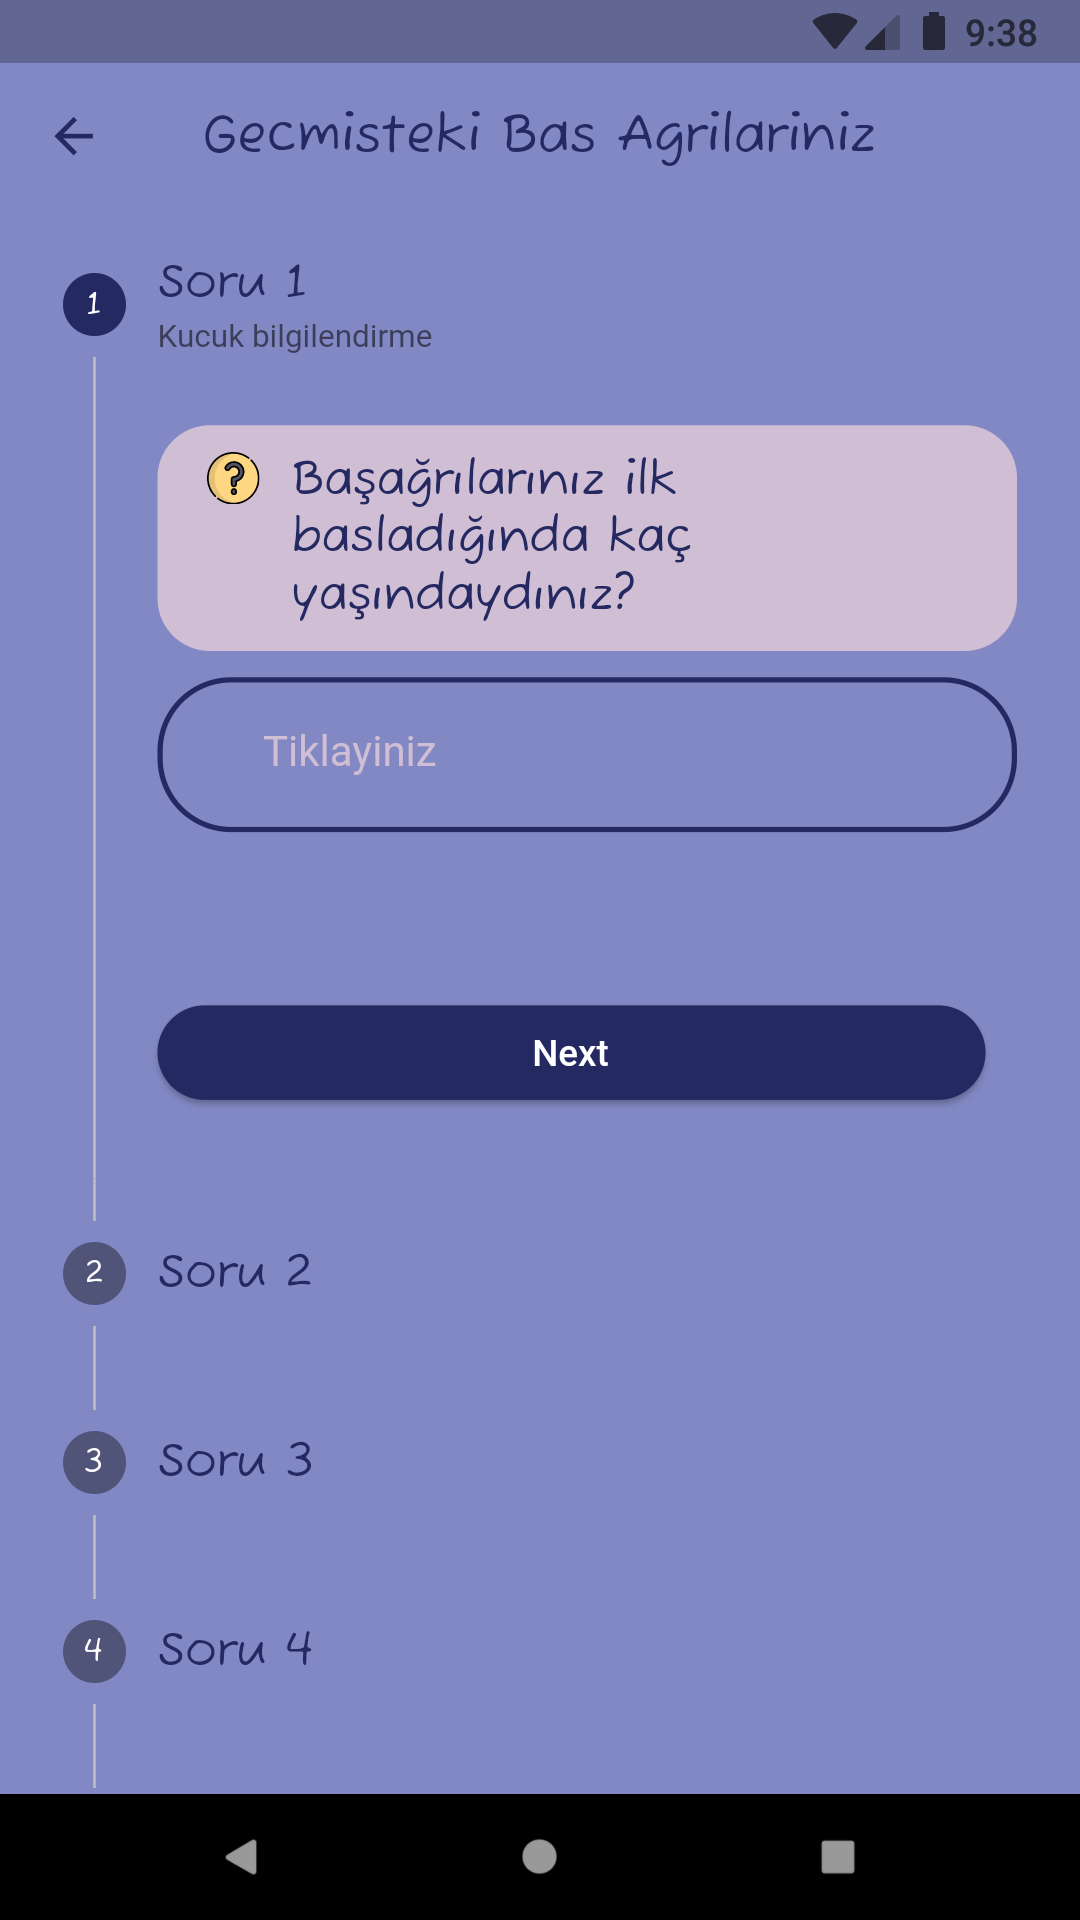 9:38
Gecmisteki Bas Agrilariniz
1
Soru 1
Kucuk bilgilendirme
?
Başağrılarınız ilk
basladığında kaç
yaşındaydınız?
Tiklayiniz
Next
2
Soru 2
3
Soru 3
4
Soru 4